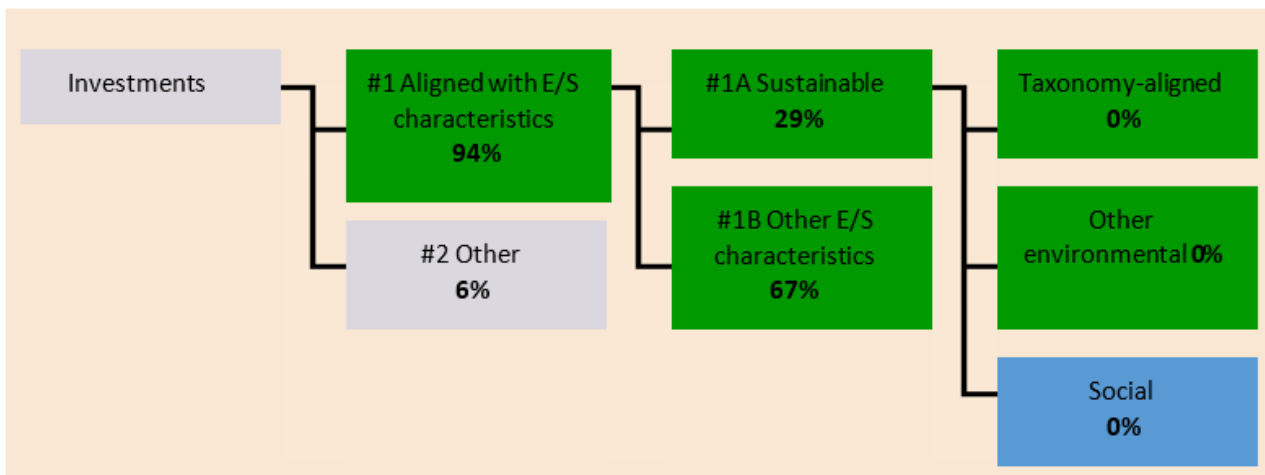 Investments
#1 Aligned with E/S
characteristics
94%
#2 Other
6%
#1A Sustainable
29%
#1B Other E/S
characteristics
67%
Taxonomy-aligned
0%
Other
environmental 0%
Social
0%